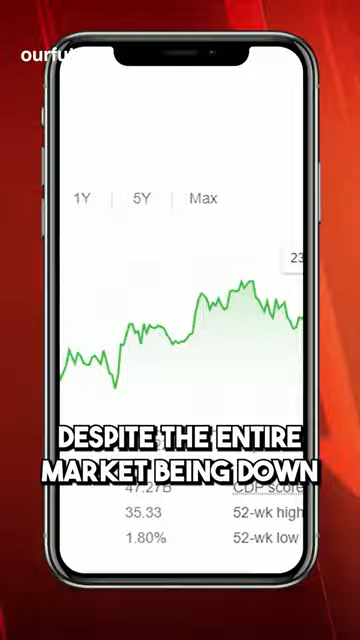 ourfu
1Y 5Y Max
23
DESPITE THE ENTIRE
MARKET BEING DOWN
47.27B CDP score
35.33 52-wk high
1.80% 52-wk low